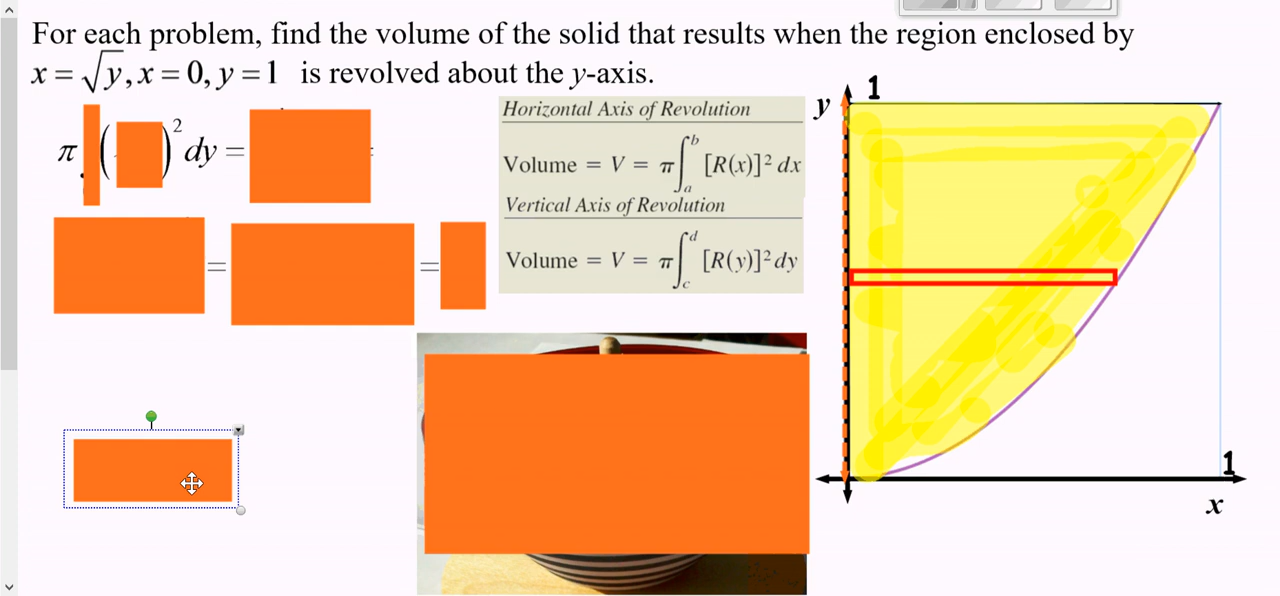 For each problem, find the volume of the solid that results when the region enclosed by
x = √y, x = 0, y = 1 is revolved about the y-axis.
π∫( )² dy =
= =
Horizontal Axis of Revolution
Volume = V = π∫ₐᵇ [R(x)]² dx
Vertical Axis of Revolution
Volume = V = π∫_c^d [R(y)]² dy
y 1
1
x